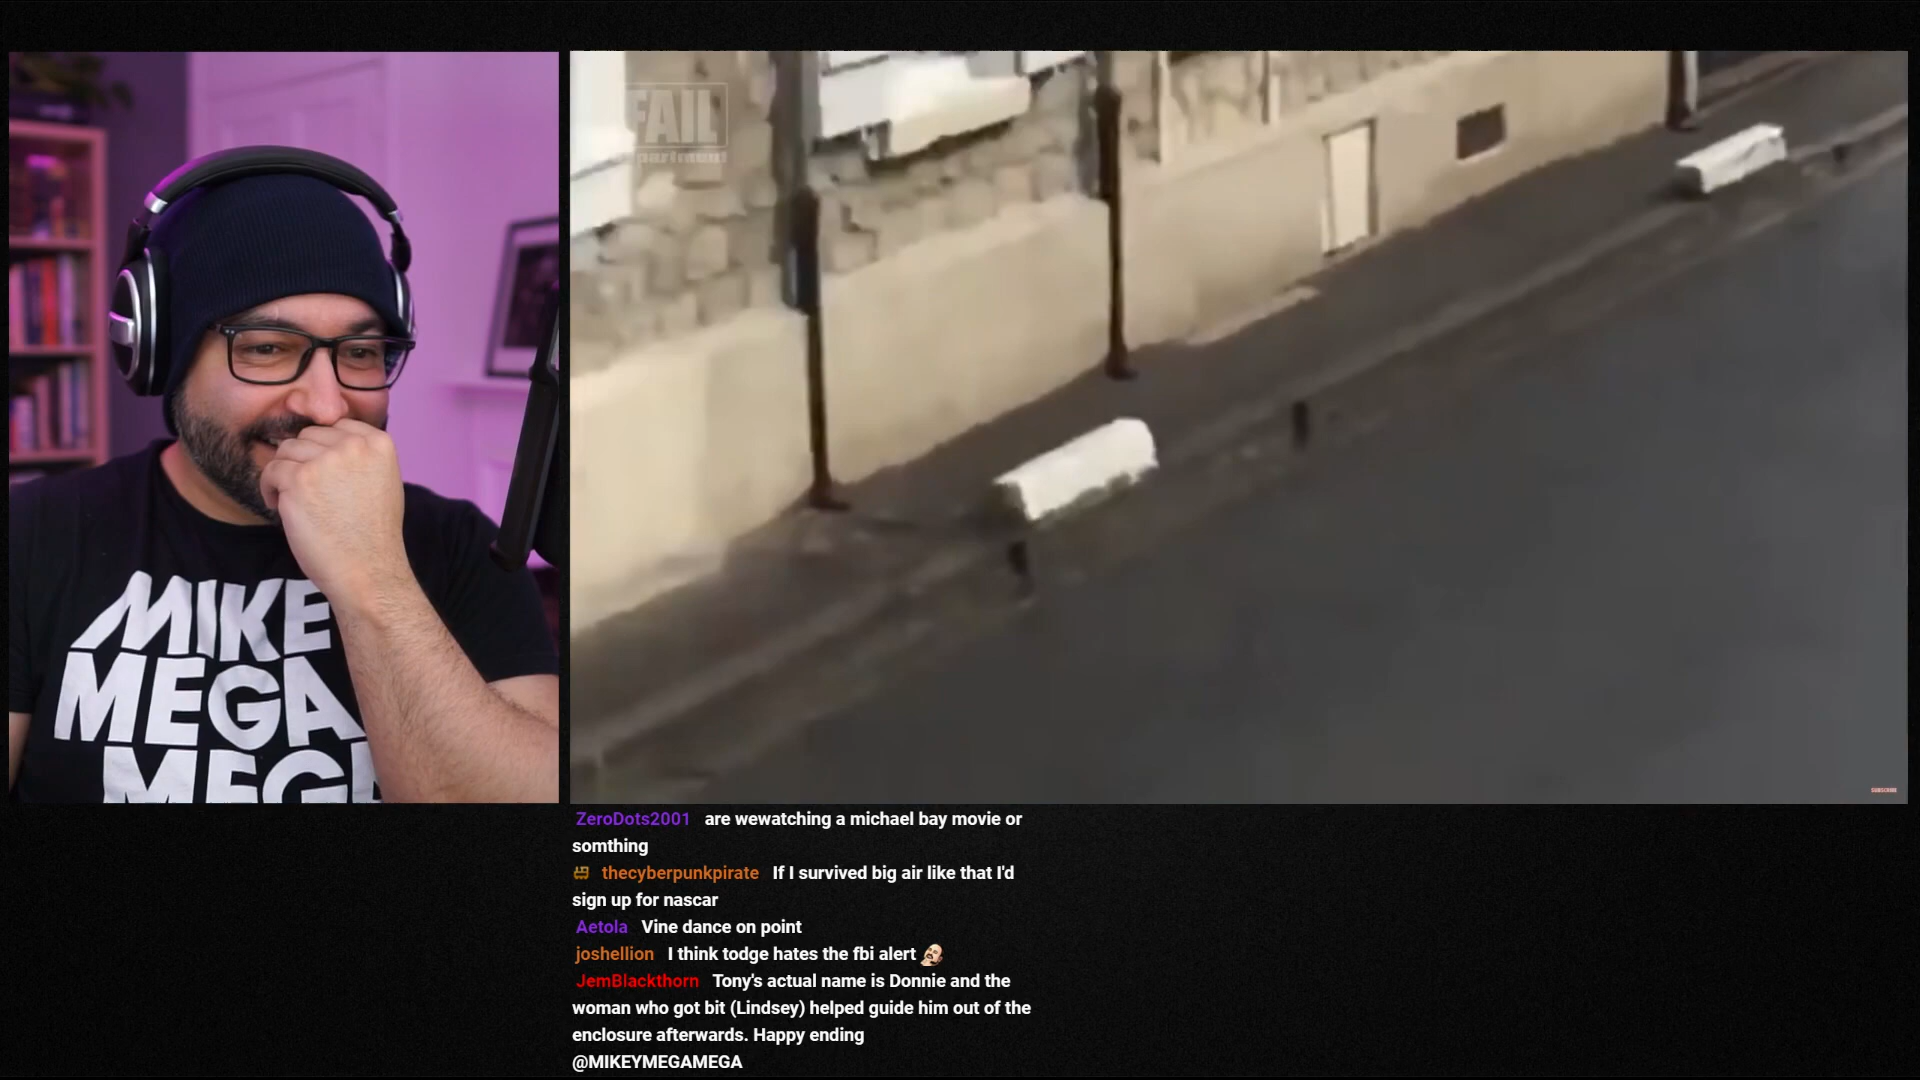 FAIL
MIKE
MEGA
MEGA
ZeroDots2001 are wewatching a michael bay movie or
somthing
thecyberpunkpirate If I survived big air like that I'd
sign up for nascar
Aetola Vine dance on point
joshellion I think todge hates the fbi alert
JemBlackthorn Tony's actual name is Donnie and the
woman who got bit (Lindsey) helped guide him out of the
enclosure afterwards. Happy ending
@MIKEYMEGAMEGA
SUBSCRIBE